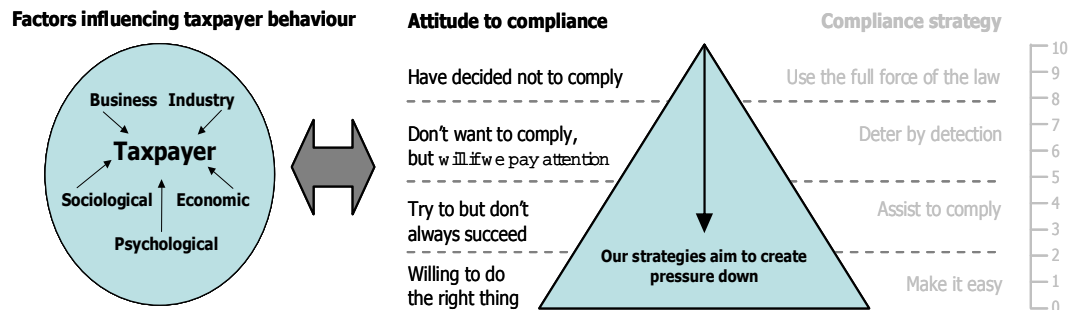 Factors influencing taxpayer behaviour
Business Industry
Taxpayer
Sociological Economic
Psychological
Attitude to compliance
Have decided not to comply
Don't want to comply,
but will if we pay attention
Try to but don't
always succeed
Willing to do
the right thing
Our strategies aim to create
pressure down
Compliance strategy
Use the full force of the law
Deter by detection
Assist to comply
Make it easy
10
9
8
7
6
5
4
3
2
1
0